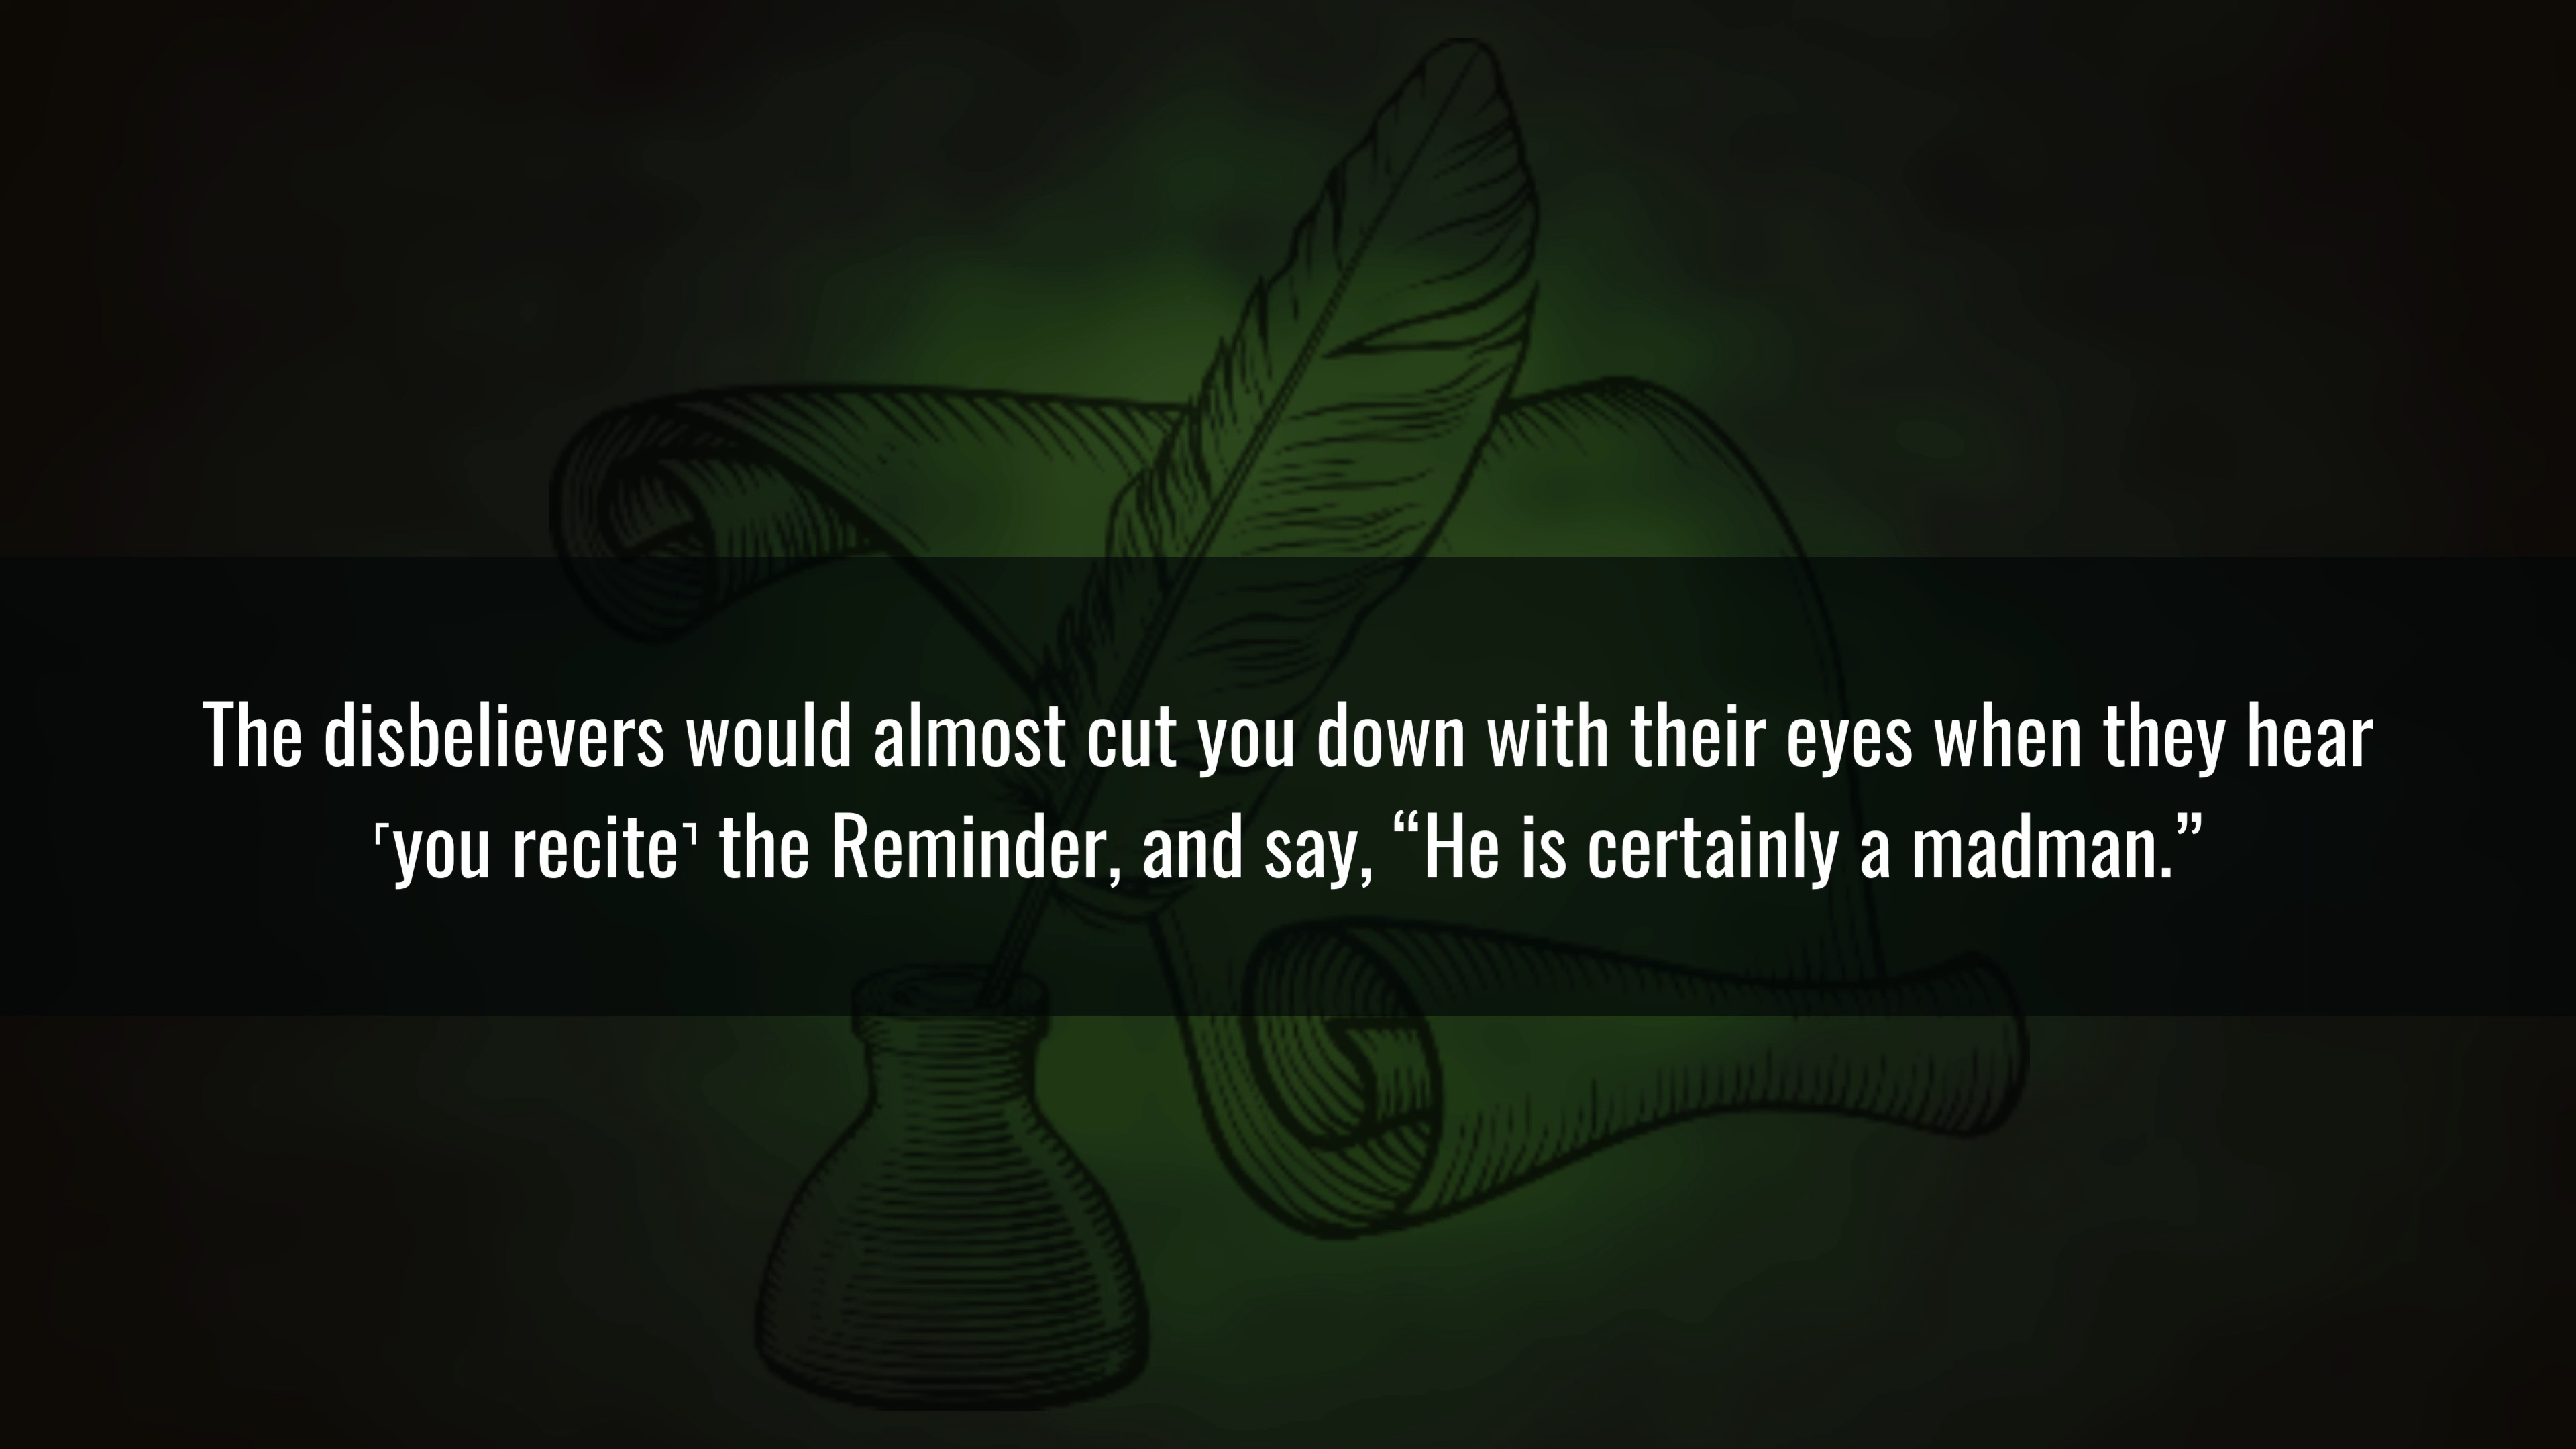 The disbelievers would almost cut you down with their eyes when they hear
⸢you recite⸣ the Reminder, and say, “He is certainly a madman.”